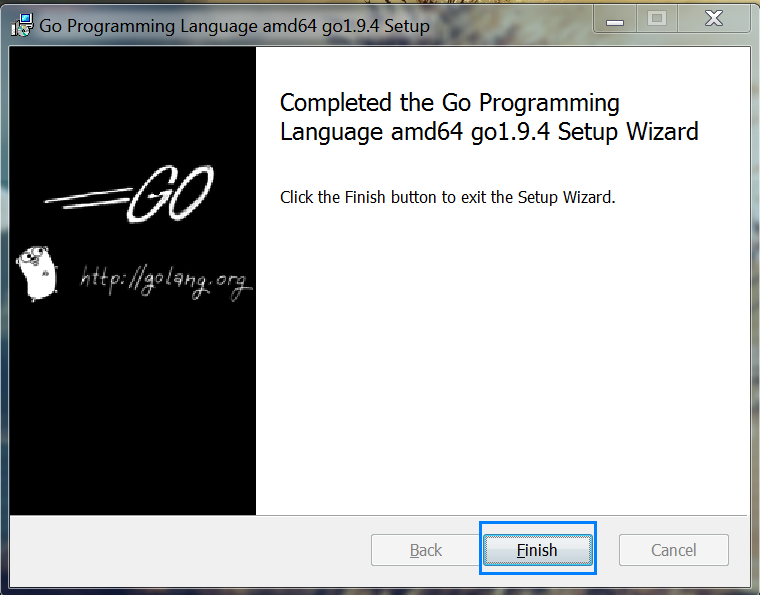 Go Programming Language amd64 go1.9.4 Setup
GO
http://golang.org
Completed the Go Programming
Language amd64 go1.9.4 Setup Wizard
Click the Finish button to exit the Setup Wizard.
Back
Finish
Cancel